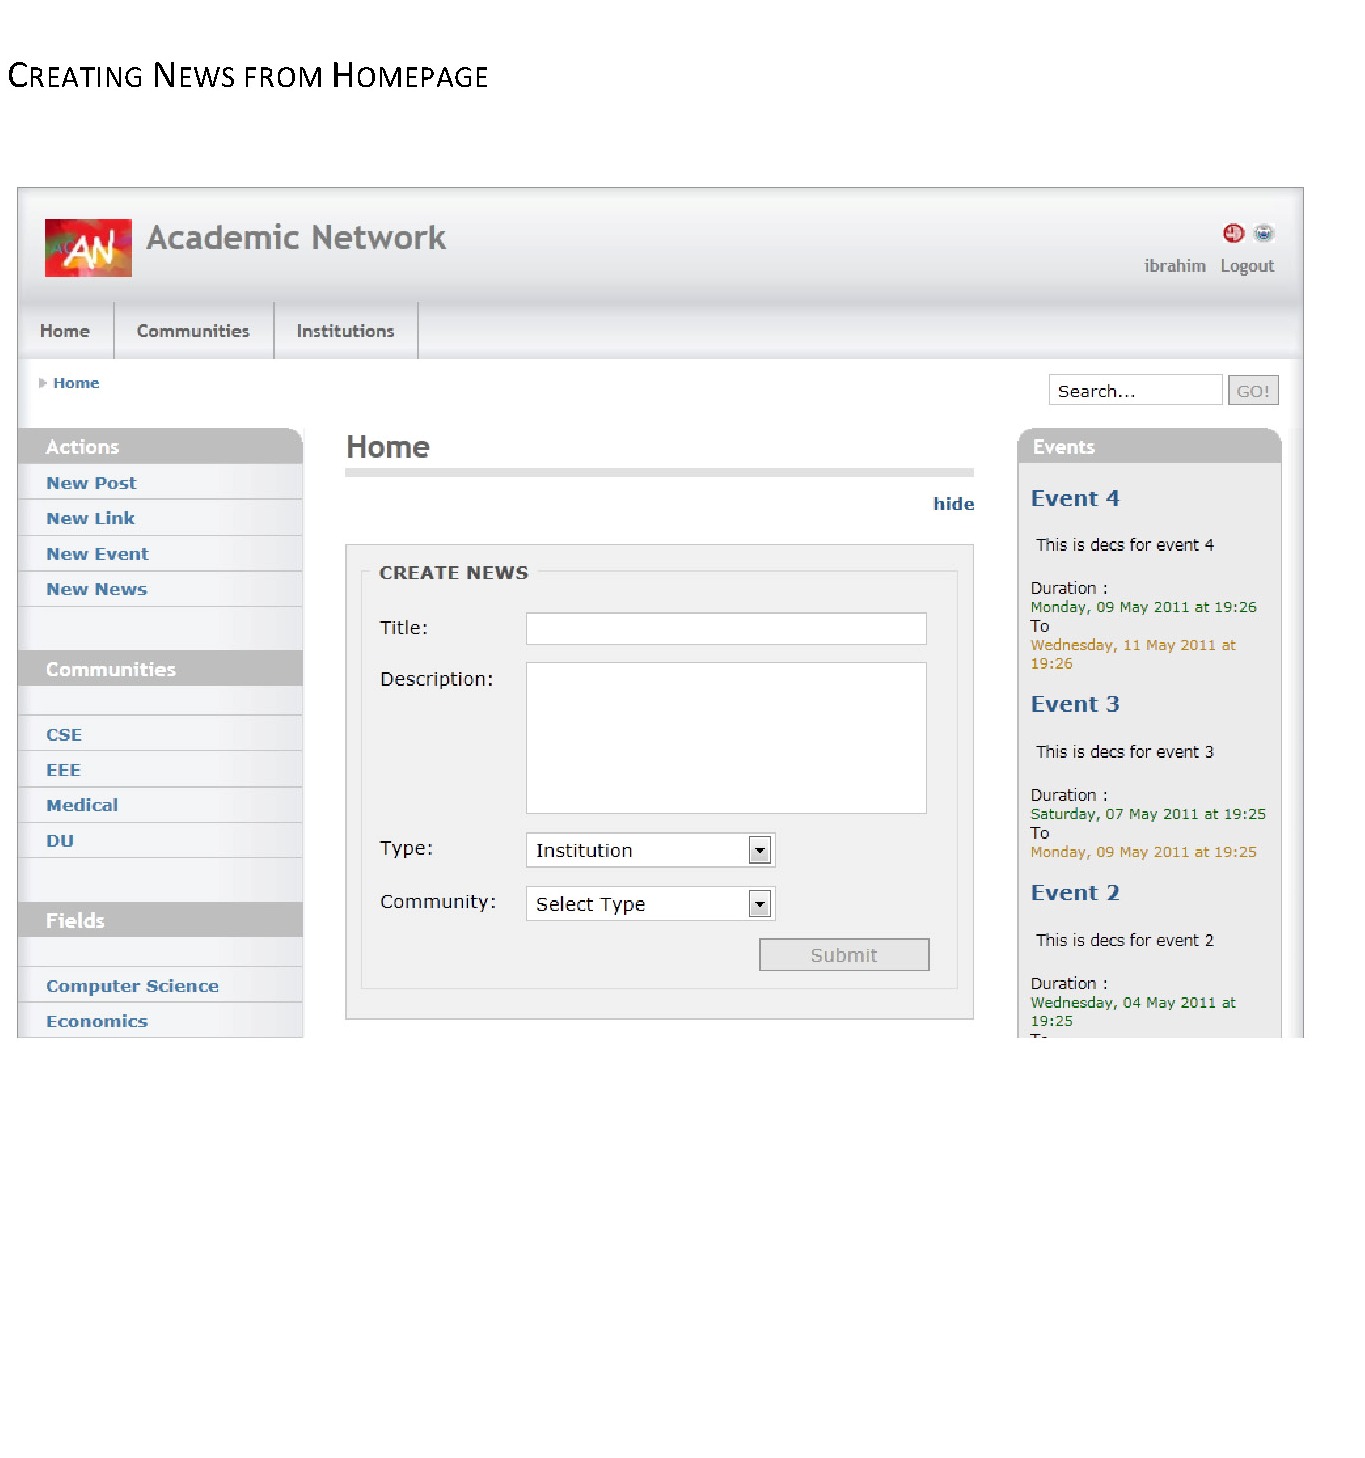 CREATING NEWS FROM HOMEPAGE
AN
Academic Network
ibrahim Logout
Home Communities Institutions
Home
Search...
GO!
Actions
New Post
New Link
New Event
New News
Communities
CSE
EEE
Medical
DU
Fields
Computer Science
Economics
Home
hide
CREATE NEWS
Title:
Description:
Type:
Institution
Community:
Select Type
Submit
Events
Event 4
This is decs for event 4
Duration :
Monday, 09 May 2011 at 19:26
To
Wednesday, 11 May 2011 at
19:26
Event 3
This is decs for event 3
Duration :
Saturday, 07 May 2011 at 19:25
To
Monday, 09 May 2011 at 19:25
Event 2
This is decs for event 2
Duration :
Wednesday, 04 May 2011 at
19:25